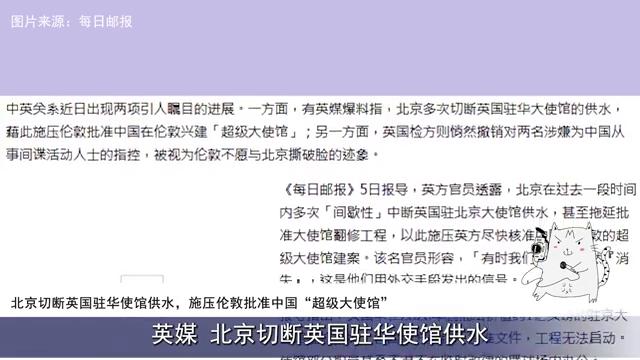 图片来源：每日邮报
中英关系近日出现两项引人瞩目的进展。一方面，有英媒爆料指，北京多次切断英国驻华大使馆的供水，
藉此施压伦敦批准中国在伦敦兴建「超级大使馆」；另一方面，英国检方则悄然撤销对两名涉嫌为中国从
事间谍活动人士的指控，被视为伦敦不愿与北京撕破脸的迹象。
《每日邮报》5日报导，英方官员透露，北京在过去一段时间
内多次「间歇性」中断英国驻北京大使馆供水，甚至拖延批
准大使馆翻修工程，以此施压英方尽快核准
敦的超
级大使馆建案。该名官员形容，「有时我们
「消
失」，这是他们用外交手段发出的信号。
北京切断英国驻华使馆供水，施压伦敦批准中国“超级大使馆”
准文件，工程无法启动。
英媒 北京切断英国驻华使馆供水